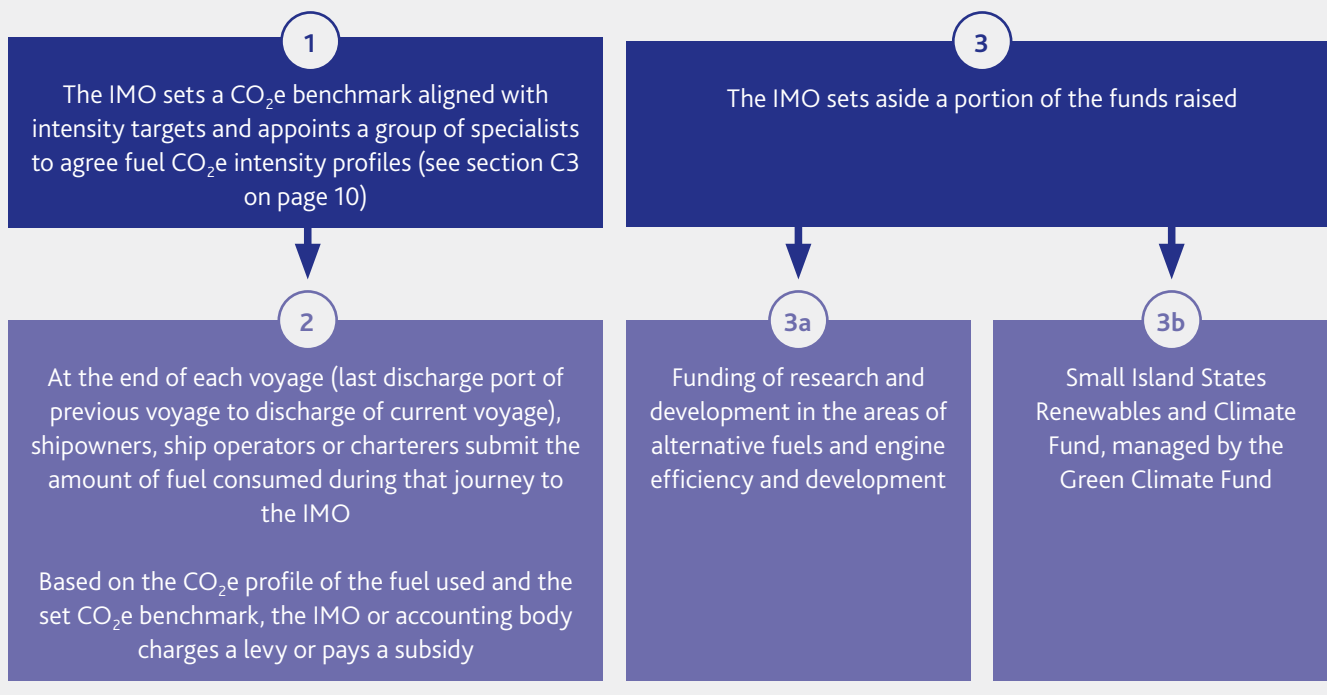 1
The IMO sets a CO₂e benchmark aligned with
intensity targets and appoints a group of specialists
to agree fuel CO₂e intensity profiles (see section C3
on page 10)
2
At the end of each voyage (last discharge port of
previous voyage to discharge of current voyage),
shipowners, ship operators or charterers submit the
amount of fuel consumed during that journey to
the IMO
Based on the CO₂e profile of the fuel used and the
set CO₂e benchmark, the IMO or accounting body
charges a levy or pays a subsidy
3
The IMO sets aside a portion of the funds raised
3a
Funding of research and
development in the areas of
alternative fuels and engine
efficiency and development
3b
Small Island States
Renewables and Climate
Fund, managed by the
Green Climate Fund